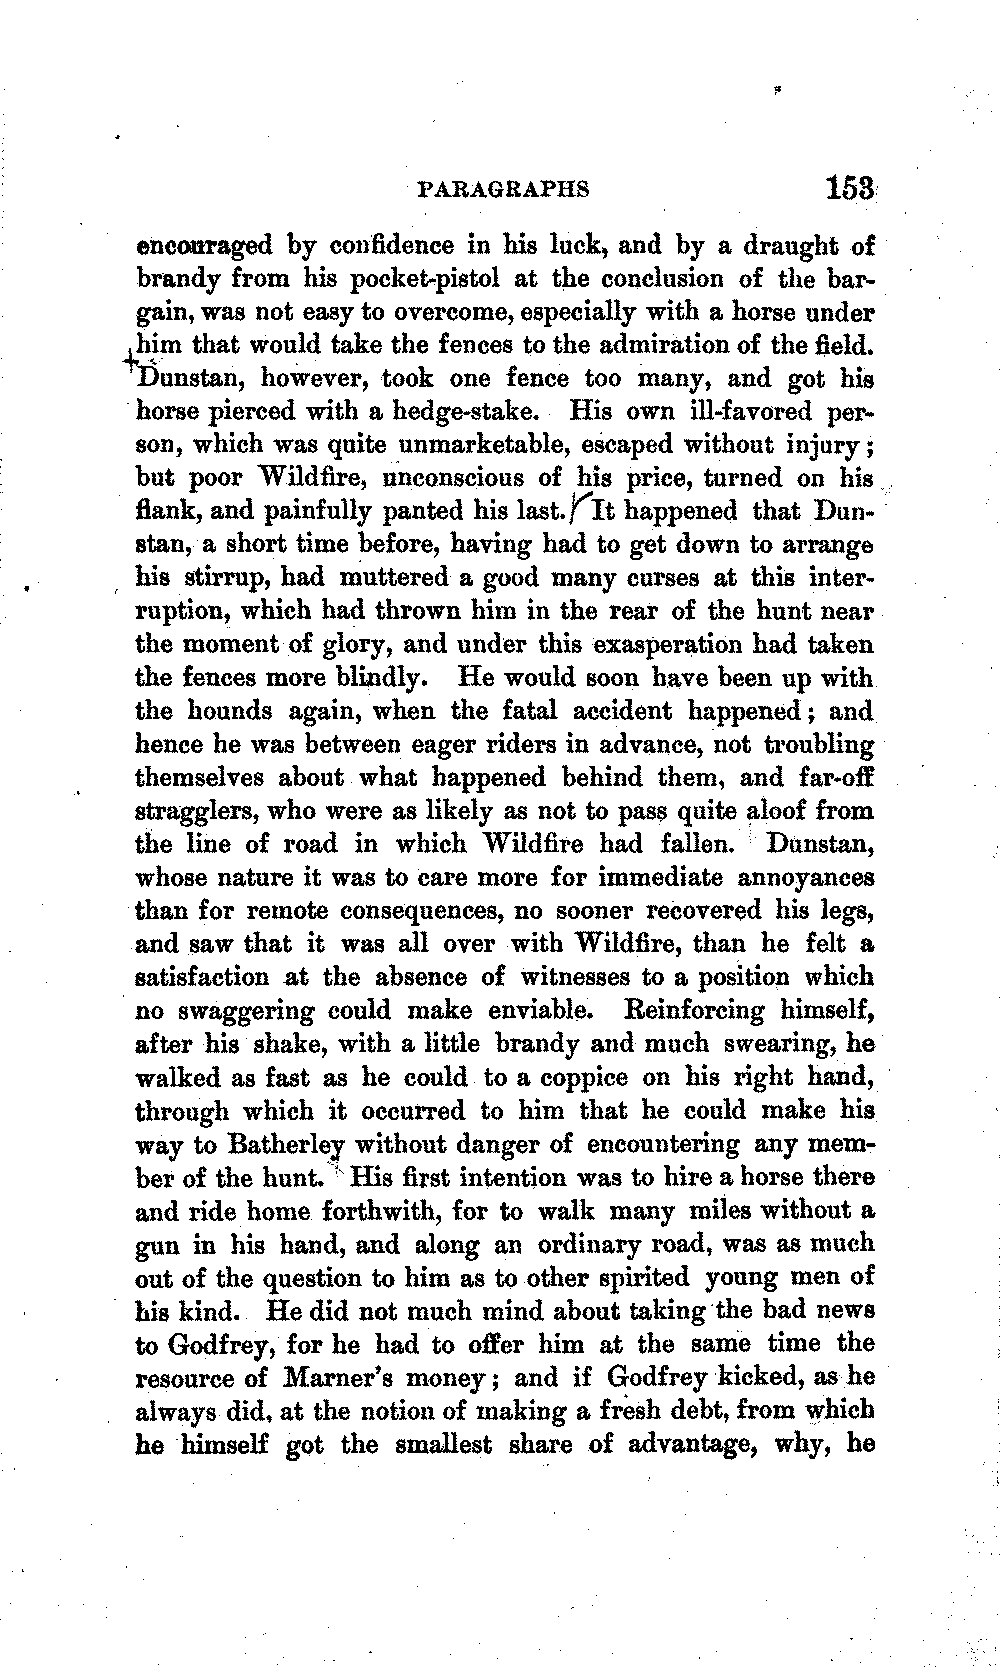 PARAGRAPHS 153
encouraged by confidence in his luck, and by a draught of
brandy from his pocket-pistol at the conclusion of the bar-
gain, was not easy to overcome, especially with a horse under
him that would take the fences to the admiration of the field.
Dunstan, however, took one fence too many, and got his
horse pierced with a hedge-stake. His own ill-favored per-
son, which was quite unmarketable, escaped without injury;
but poor Wildfire, unconscious of his price, turned on his
flank, and painfully panted his last. It happened that Dun-
stan, a short time before, having had to get down to arrange
his stirrup, had muttered a good many curses at this inter-
ruption, which had thrown him in the rear of the hunt near
the moment of glory, and under this exasperation had taken
the fences more blindly. He would soon have been up with
the hounds again, when the fatal accident happened; and
hence he was between eager riders in advance, not troubling
themselves about what happened behind them, and far-off
stragglers, who were as likely as not to pass quite aloof from
the line of road in which Wildfire had fallen. Dunstan,
whose nature it was to care more for immediate annoyances
than for remote consequences, no sooner recovered his legs,
and saw that it was all over with Wildfire, than he felt a
satisfaction at the absence of witnesses to a position which
no swaggering could make enviable. Reinforcing himself,
after his shake, with a little brandy and much swearing, he
walked as fast as he could to a coppice on his right hand,
through which it occurred to him that he could make his
way to Batherley without danger of encountering any mem-
ber of the hunt. His first intention was to hire a horse there
and ride home forthwith, for to walk many miles without a
gun in his hand, and along an ordinary road, was as much
out of the question to him as to other spirited young men of
his kind. He did not much mind about taking the bad news
to Godfrey, for he had to offer him at the same time the
resource of Marner's money; and if Godfrey kicked, as he
always did, at the notion of making a fresh debt, from which
he himself got the smallest share of advantage, why, he